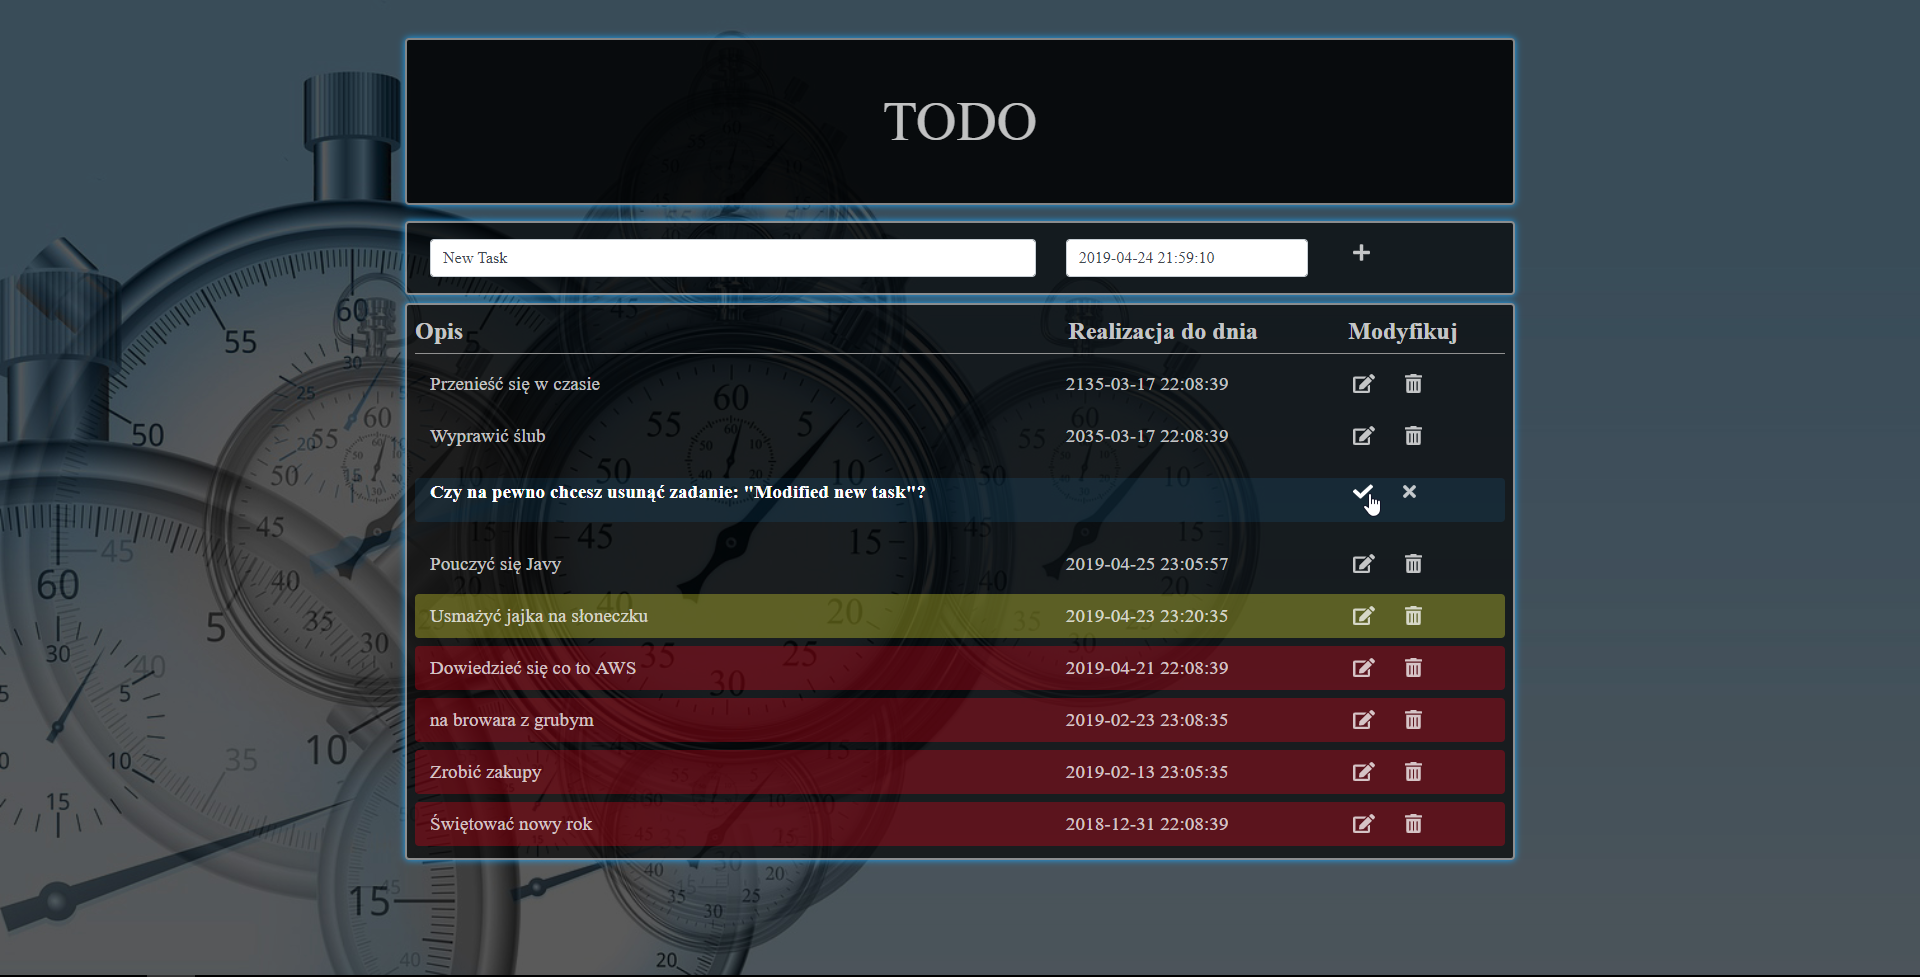 TODO
New Task 2019-04-24 21:59:10
Opis Realizacja do dnia Modyfikuj
Przenieść się w czasie 2135-03-17 22:08:39
Wyprawić ślub 2035-03-17 22:08:39
Czy na pewno chcesz usunąć zadanie: "Modified new task"?
Pouczyć się Javy 2019-04-25 23:05:57
Usmażyć jajka na słoneczku 2019-04-23 23:20:35
Dowiedzieć się co to AWS 2019-04-21 22:08:39
na browara z grubym 2019-02-23 23:08:35
Zrobić zakupy 2019-02-13 23:05:35
Świętować nowy rok 2018-12-31 22:08:39